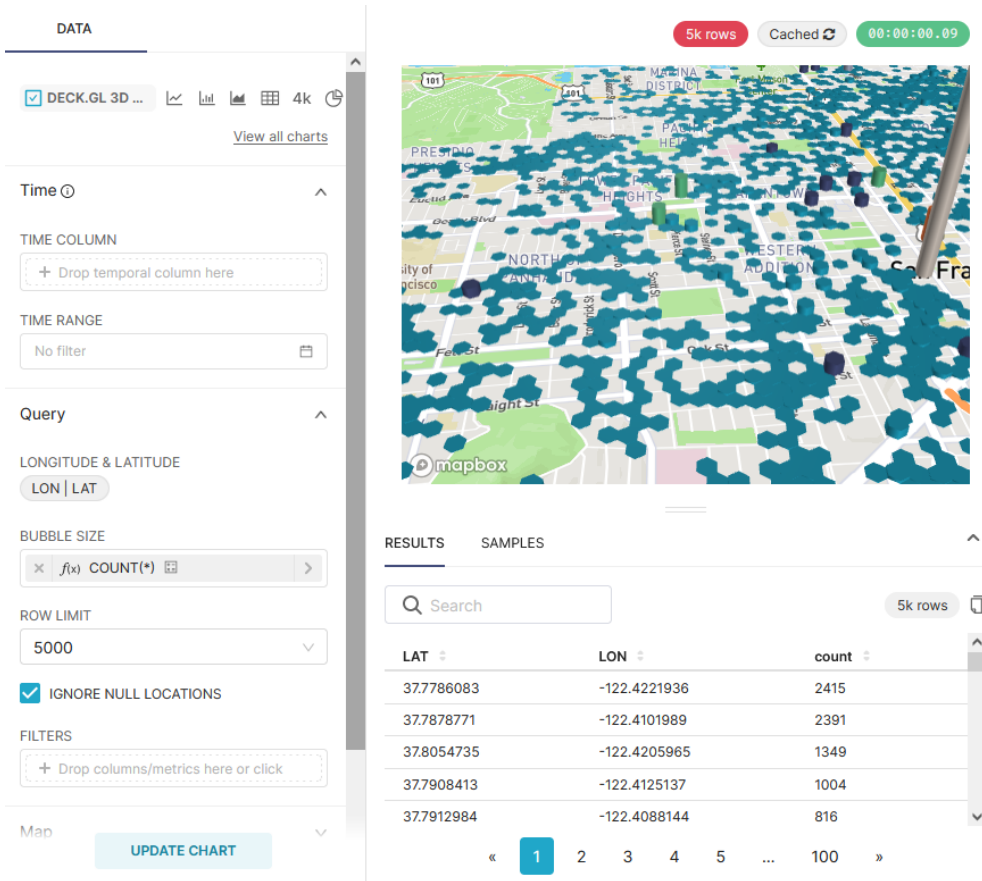 DATA
DECK.GL 3D ...
4k
View all charts
Time
TIME COLUMN
+ Drop temporal column here
TIME RANGE
No filter
Query
LONGITUDE & LATITUDE
LON | LAT
BUBBLE SIZE
× f(x) COUNT(*)
ROW LIMIT
5000
IGNORE NULL LOCATIONS
FILTERS
+ Drop columns/metrics here or click
Map
UPDATE CHART
5k rows
Cached
00:00:00.09
101
101
MARINA
DISTRICT
PRESIDIO
HEIGHTS
HEIGHTS
NORTH
WESTERN
ADDITION
Scott St
Fell St
Oak St
mapbox
RESULTS
SAMPLES
Search
5k rows
LAT LON count
37.7786083 -122.4221936 2415
37.7878771 -122.4101989 2391
37.8054735 -122.4205965 1349
37.7908413 -122.4125137 1004
37.7912984 -122.4088144 816
« 1 2 3 4 5 ... 100 »